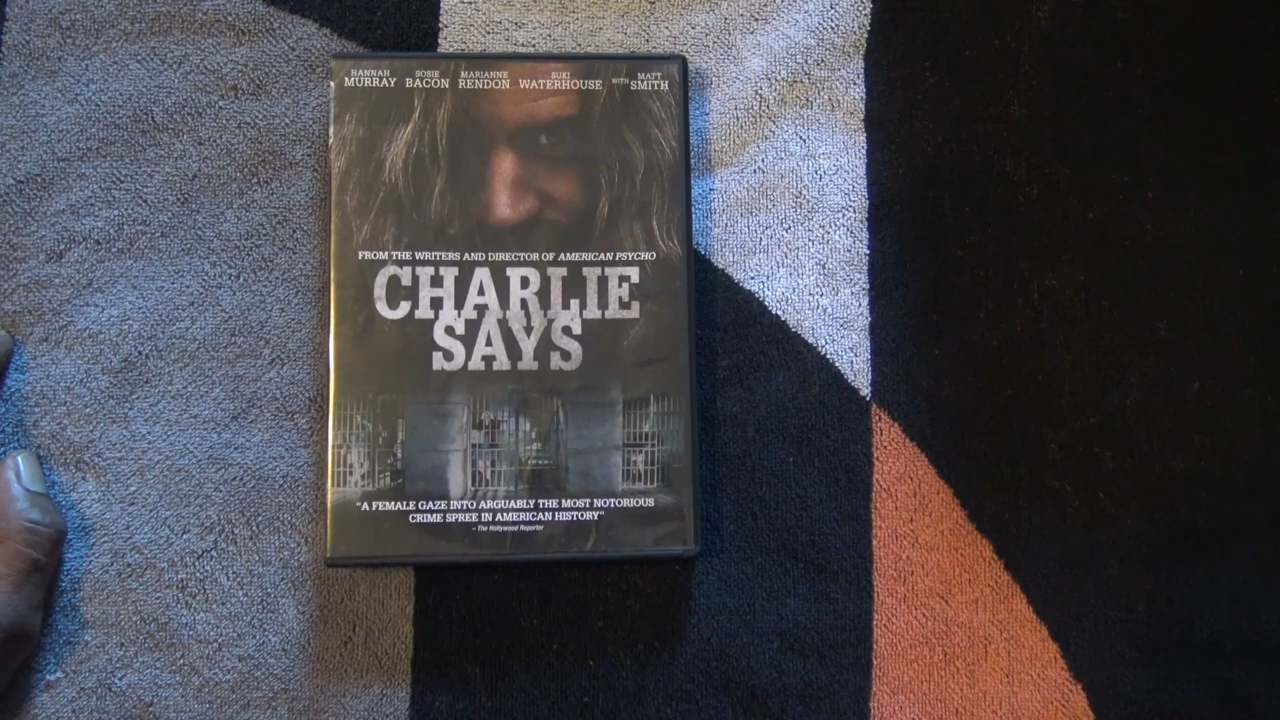 HANNAH SOSIE MARIANNE SUKI MATT
MURRAY BACON RENDON WATERHOUSE WITH SMITH
FROM THE WRITERS AND DIRECTOR OF AMERICAN PSYCHO
CHARLIE
SAYS
"A FEMALE GAZE INTO ARGUABLY THE MOST NOTORIOUS
CRIME SPREE IN AMERICAN HISTORY"
– The Hollywood Reporter